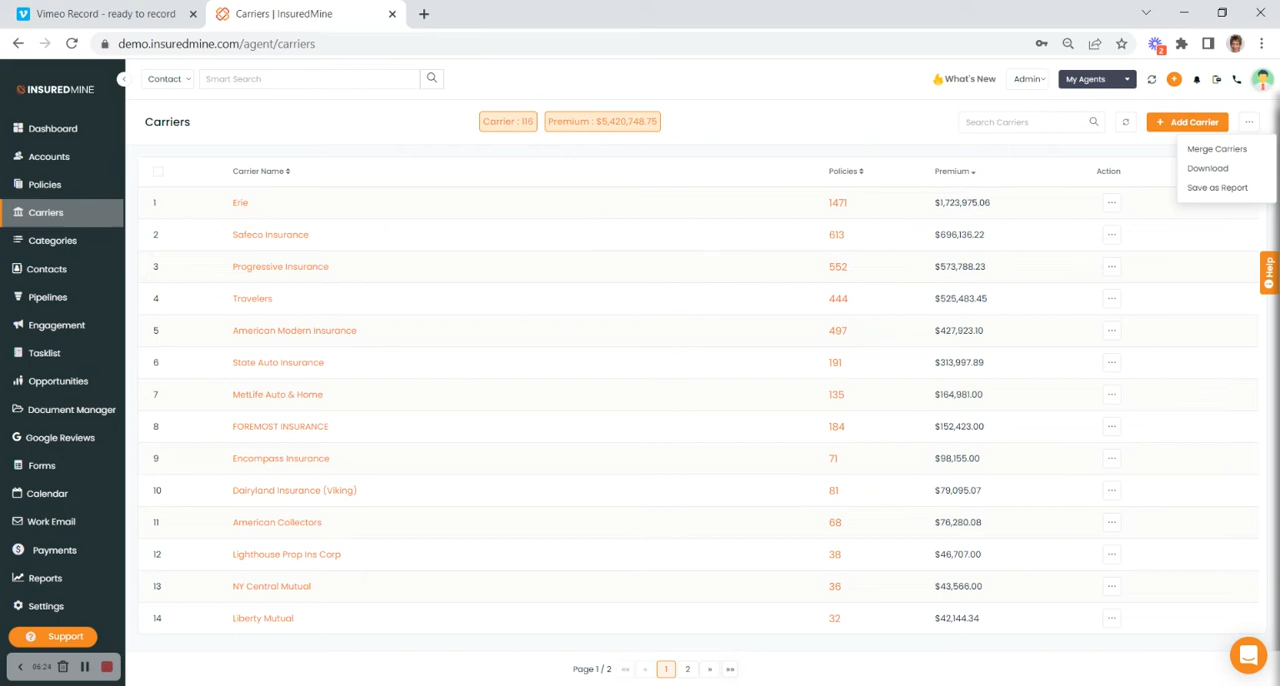 Vimeo Record - ready to record
Carriers | InsuredMine
demo.insuredmine.com/agent/carriers
2
INSUREDMINE
Contact
Smart Search
What's New
Admin
My Agents
Dashboard
Accounts
Policies
Carriers
Categories
Contacts
Pipelines
Engagement
Tasklist
Opportunities
Document Manager
Google Reviews
Forms
Calendar
Work Email
Payments
Reports
Settings
Support
06:24
Carriers
Carrier : 116
Premium : $5,420,748.75
Search Carriers
+ Add Carrier
Merge Carriers
Download
Save as Report
Carrier Name Policies Premium Action
1 Erie 1471 $1,723,975.06
2 Safeco Insurance 613 $696,136.22
3 Progressive Insurance 552 $573,788.23
4 Travelers 444 $525,483.45
5 American Modern Insurance 497 $427,923.10
6 State Auto Insurance 191 $313,997.89
7 MetLife Auto & Home 135 $164,981.00
8 FOREMOST INSURANCE 184 $152,423.00
9 Encompass Insurance 71 $98,155.00
10 Dairyland Insurance (Viking) 81 $79,095.07
11 American Collectors 68 $76,280.08
12 Lighthouse Prop Ins Corp 38 $46,707.00
13 NY Central Mutual 36 $43,566.00
14 Liberty Mutual 32 $42,144.34
Help
Page 1 / 2 «« « 1 2 » »»